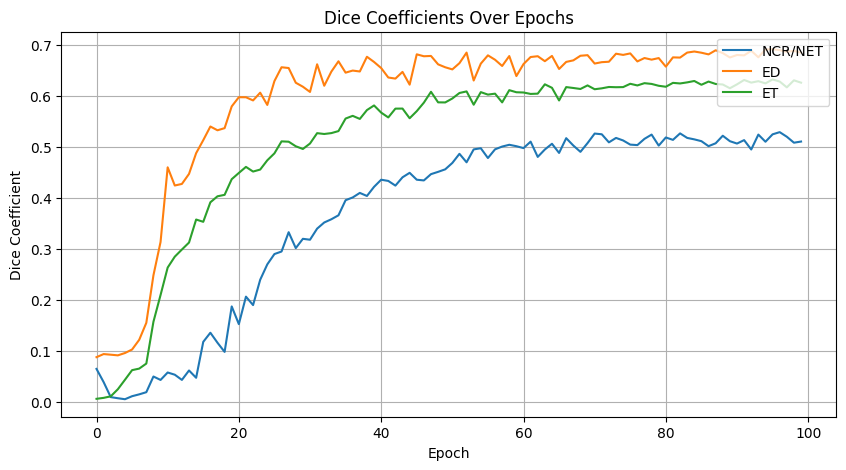 Dice Coefficients Over Epochs
Dice Coefficient
0.7
0.6
0.5
0.4
0.3
0.2
0.1
0.0
NCR/NET
ED
ET
0 20 40 60 80 100
Epoch